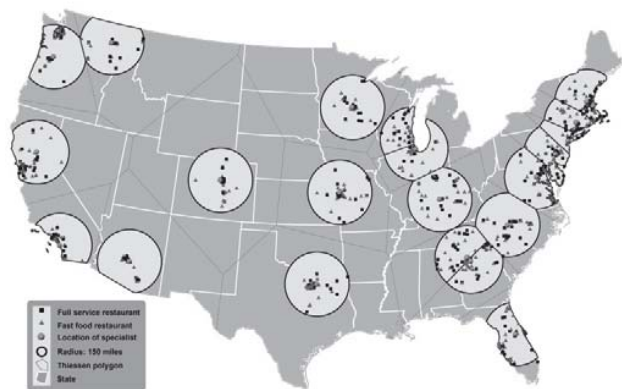 Full service restaurant
Fast food restaurant
Location of specialist
Radius: 150 miles
Thiessen polygon
State